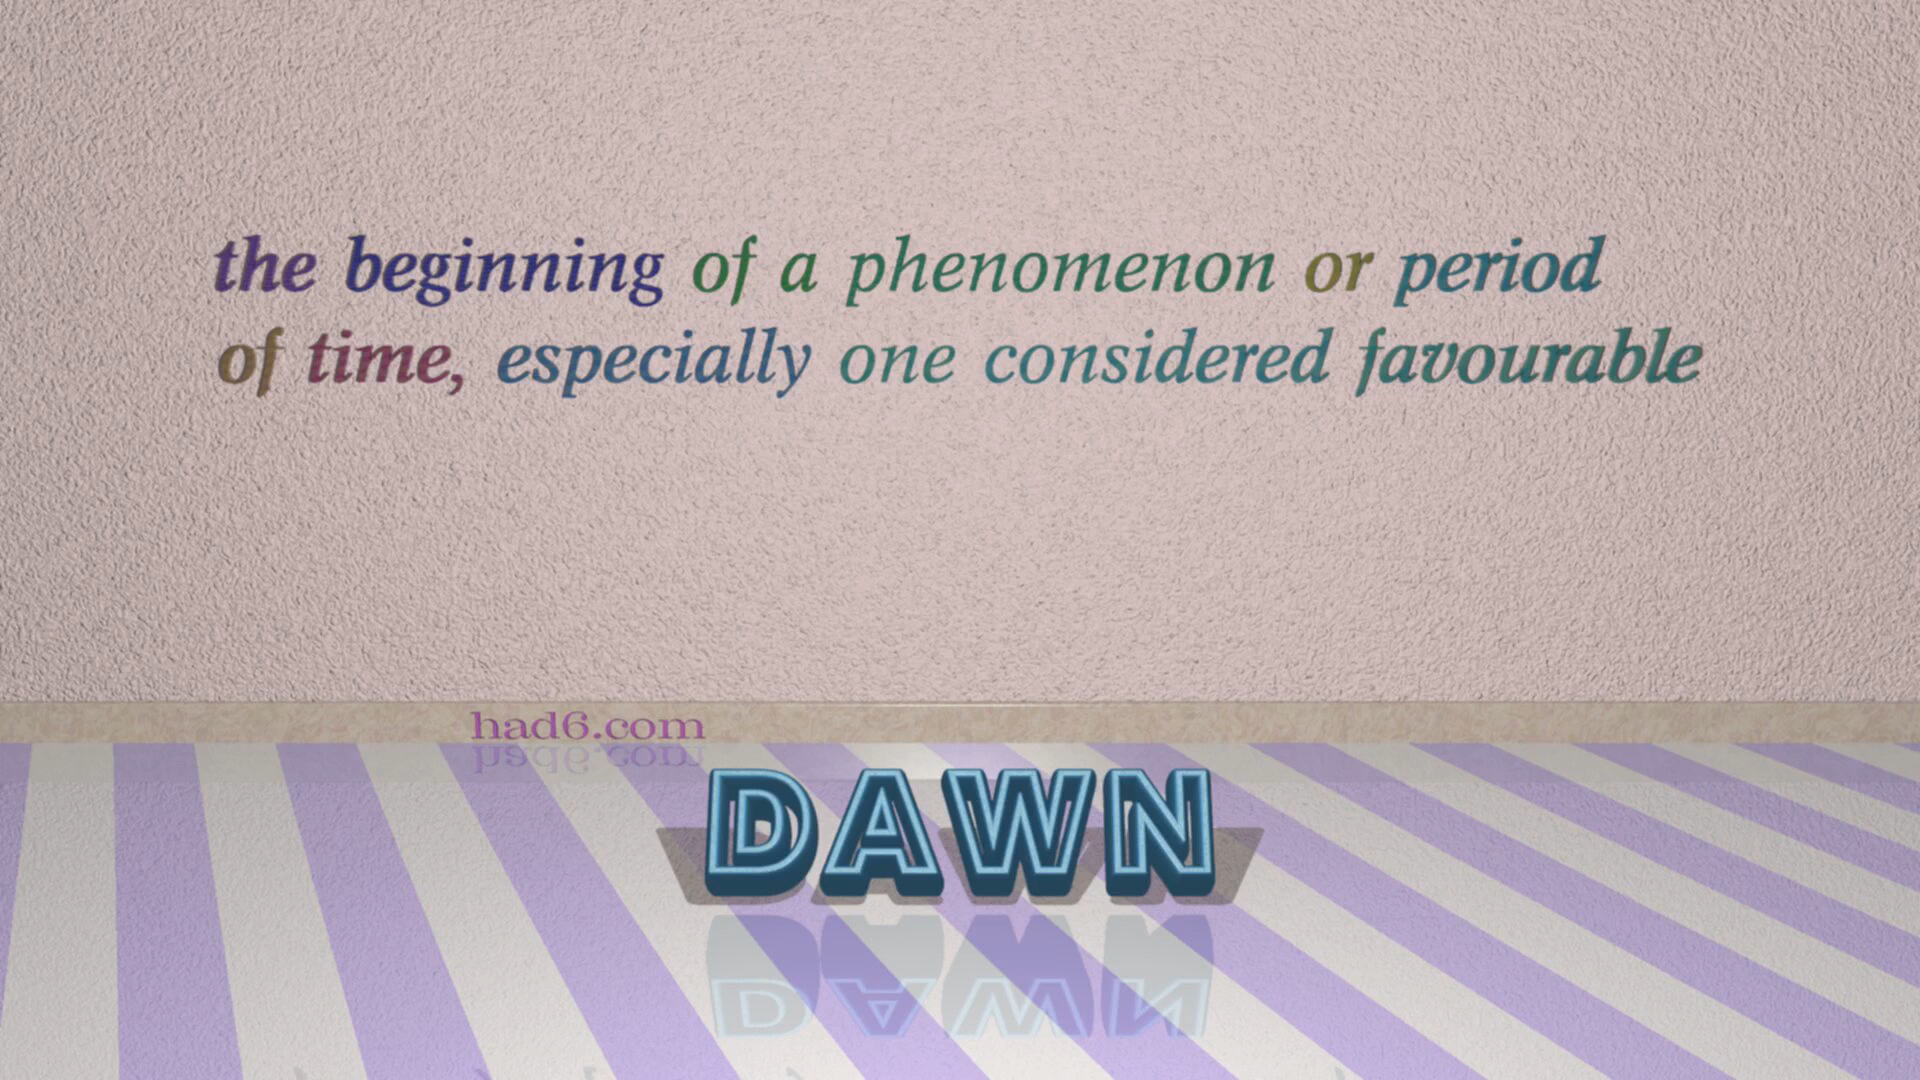 the beginning of a phenomenon or period
of time, especially one considered favourable
had6.com
DAWN